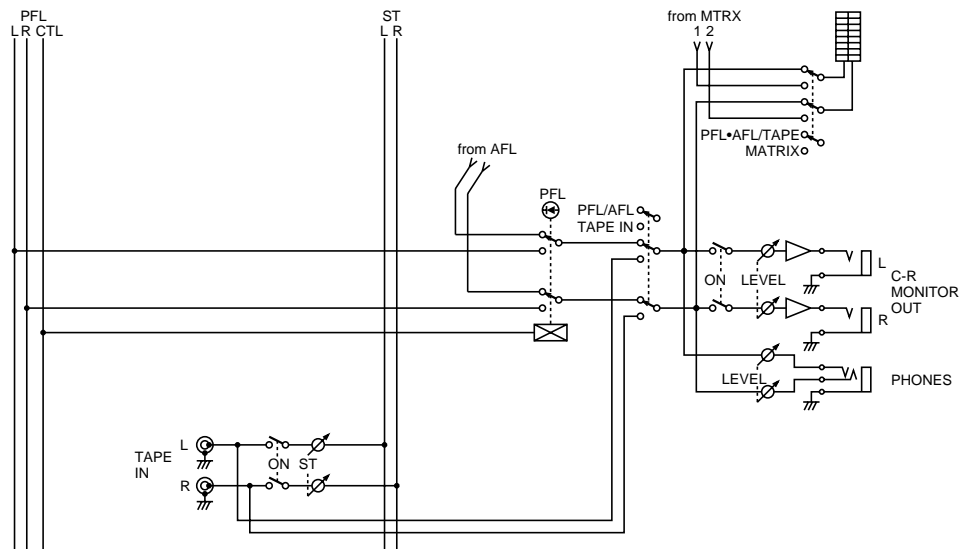 PFL
L R CTL
ST
L R
from MTRX
1 2
PFL•AFL/TAPE
MATRIX
from AFL
PFL
PFL/AFL
TAPE IN
ON
LEVEL
L
C-R
MONITOR
OUT
R
LEVEL
PHONES
TAPE
IN
L
ON
ST
R